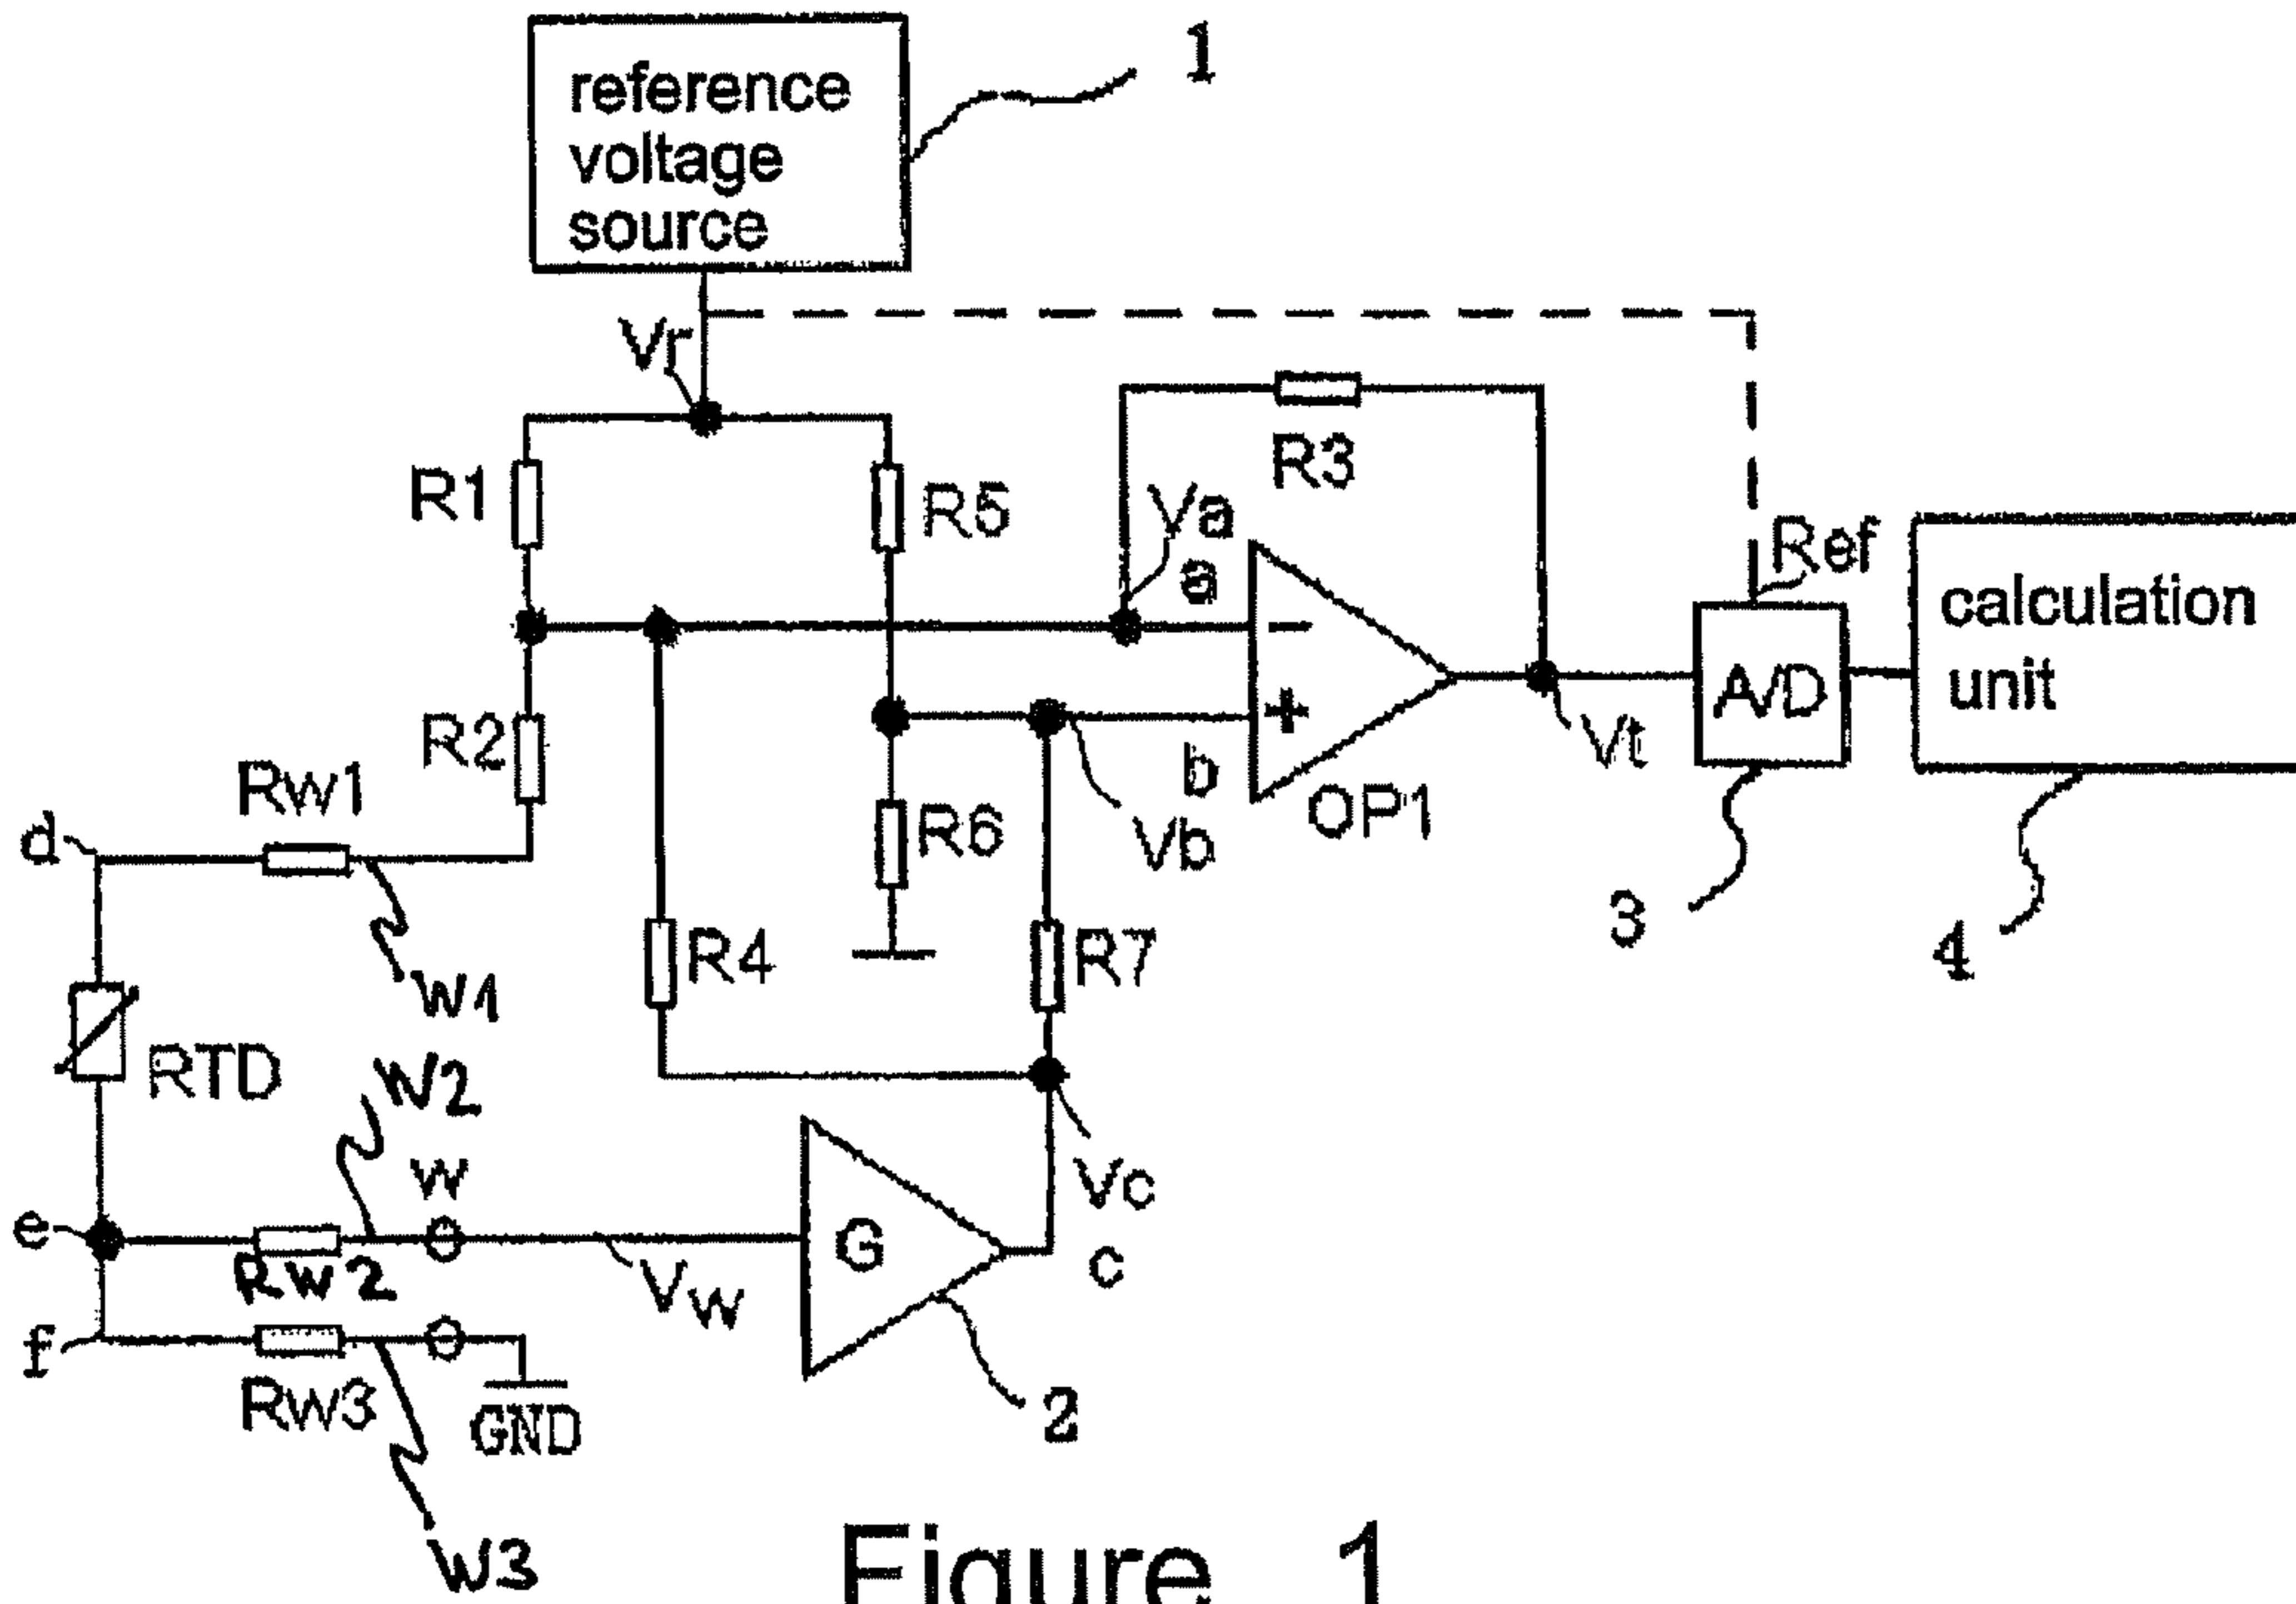 1
reference
voltage
source
Vr
R1
R5
R3
Va
a
Ref
calculation
unit
A/D
R2
Rw1
d
R6
b
Vb
OP1
Vt
3
4
W1
R4
R7
RTD
W2
w
e
Rw2
Vw
G
Vc
c
f
Rw3
GND
2
W3
Figure 1